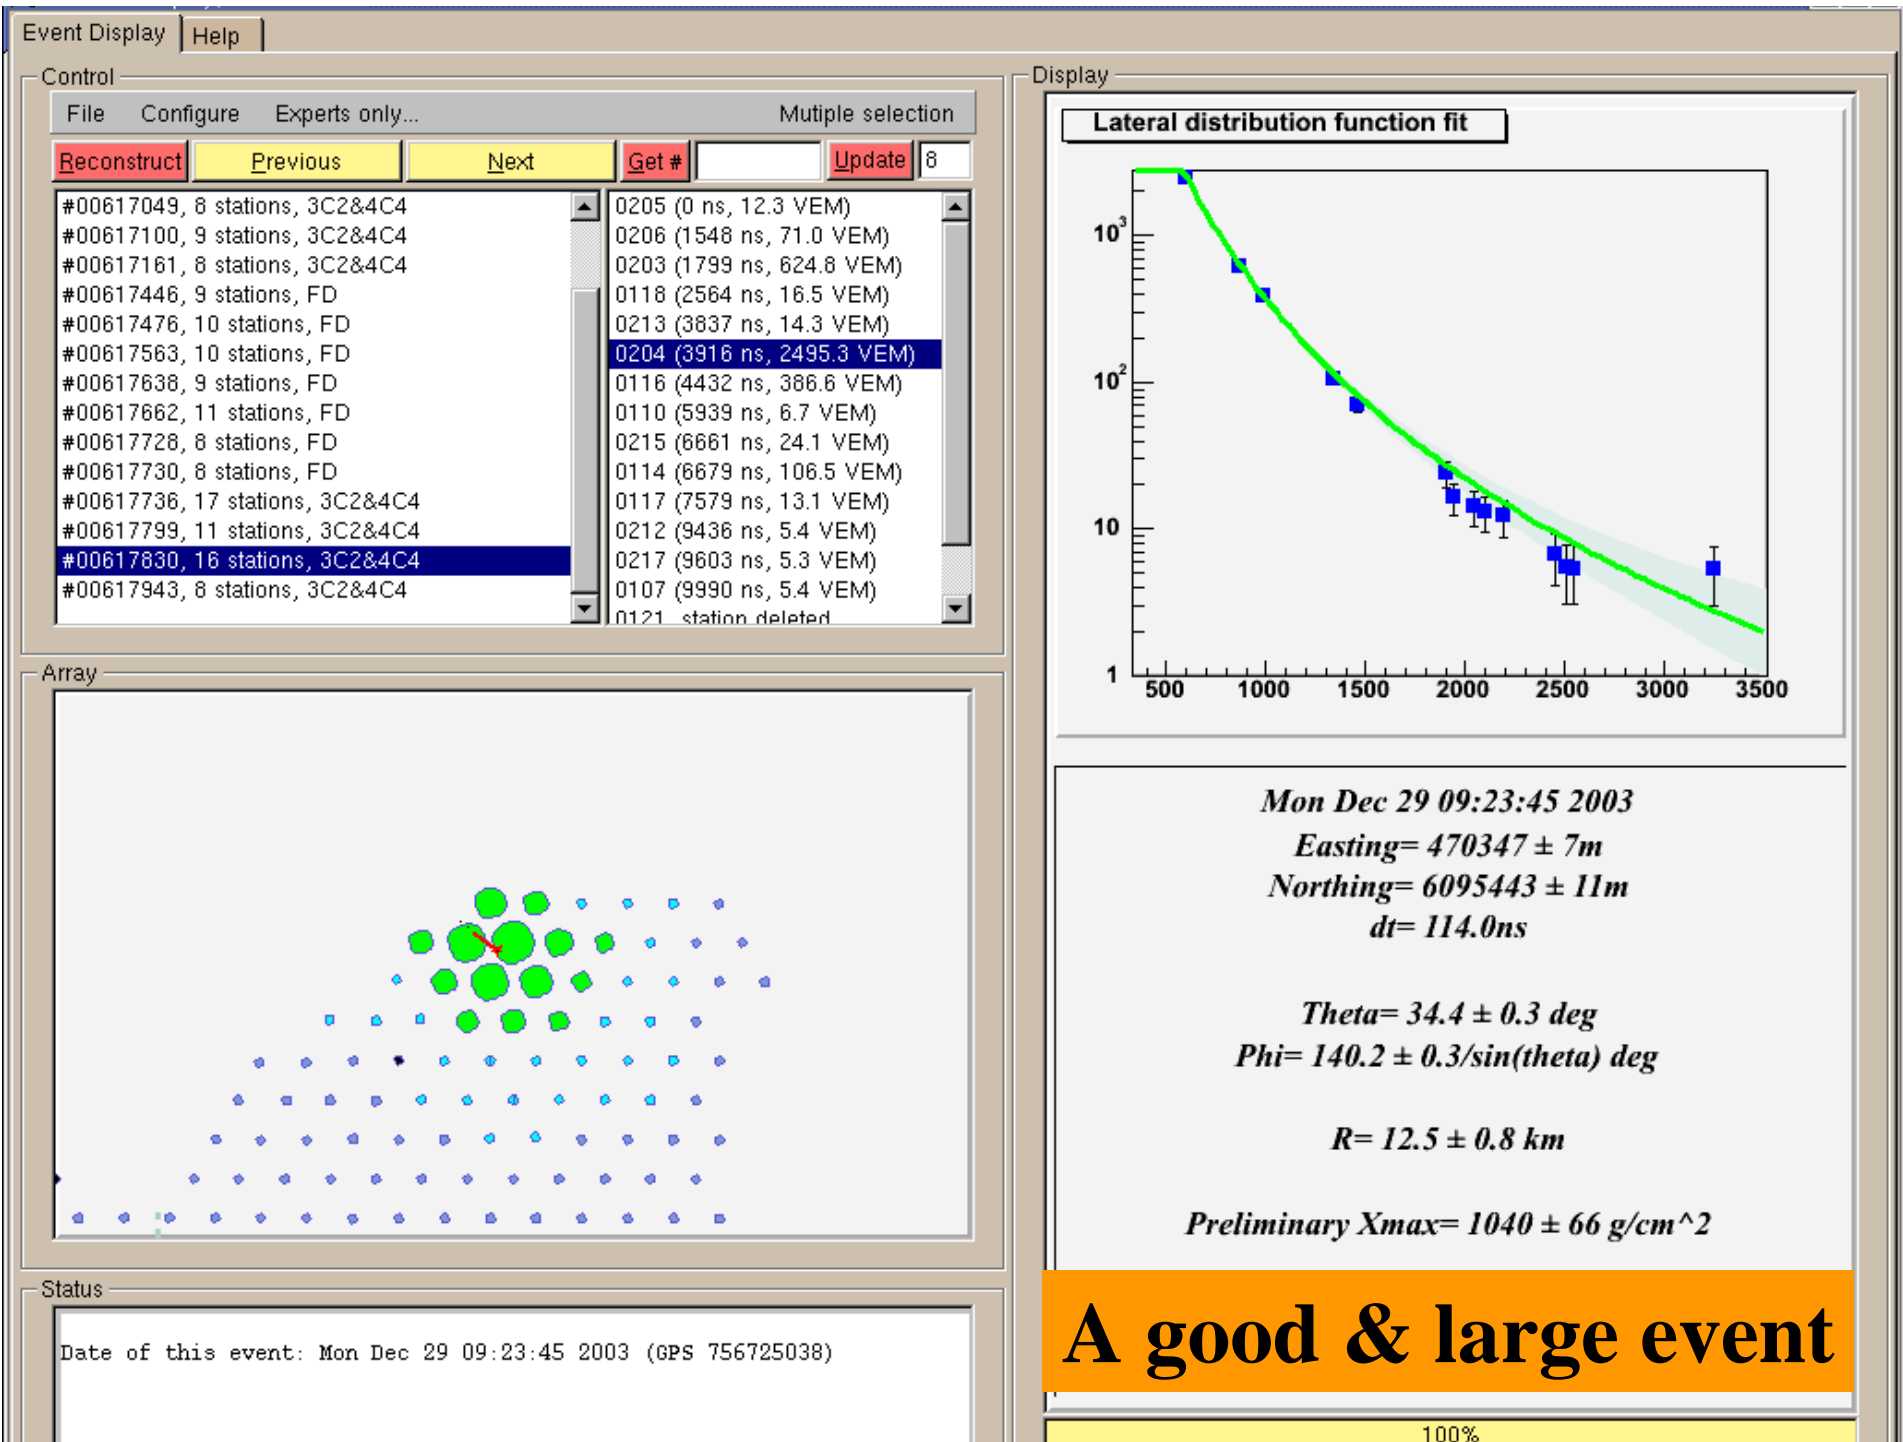 Event Display Help
Control
File Configure Experts only... Mutiple selection
Reconstruct Previous Next Get # Update 8
#00617049, 8 stations, 3C2&4C4
#00617100, 9 stations, 3C2&4C4
#00617161, 8 stations, 3C2&4C4
#00617446, 9 stations, FD
#00617476, 10 stations, FD
#00617563, 10 stations, FD
#00617638, 9 stations, FD
#00617662, 11 stations, FD
#00617728, 8 stations, FD
#00617730, 8 stations, FD
#00617736, 17 stations, 3C2&4C4
#00617799, 11 stations, 3C2&4C4
#00617830, 16 stations, 3C2&4C4
#00617943, 8 stations, 3C2&4C4
0205 (0 ns, 12.3 VEM)
0206 (1548 ns, 71.0 VEM)
0203 (1799 ns, 624.8 VEM)
0118 (2564 ns, 16.5 VEM)
0213 (3837 ns, 14.3 VEM)
0204 (3916 ns, 2495.3 VEM)
0116 (4432 ns, 386.6 VEM)
0110 (5939 ns, 6.7 VEM)
0215 (6661 ns, 24.1 VEM)
0114 (6679 ns, 106.5 VEM)
0117 (7579 ns, 13.1 VEM)
0212 (9436 ns, 5.4 VEM)
0217 (9603 ns, 5.3 VEM)
0107 (9990 ns, 5.4 VEM)
0121 station deleted
Array
Status
Date of this event: Mon Dec 29 09:23:45 2003 (GPS 756725038)
Display
Lateral distribution function fit
10^3
10^2
10
1
500 1000 1500 2000 2500 3000 3500
Mon Dec 29 09:23:45 2003
Easting= 470347 ± 7m
Northing= 6095443 ± 11m
dt= 114.0ns
Theta= 34.4 ± 0.3 deg
Phi= 140.2 ± 0.3/sin(theta) deg
R= 12.5 ± 0.8 km
Preliminary Xmax= 1040 ± 66 g/cm^2
A good & large event
100%